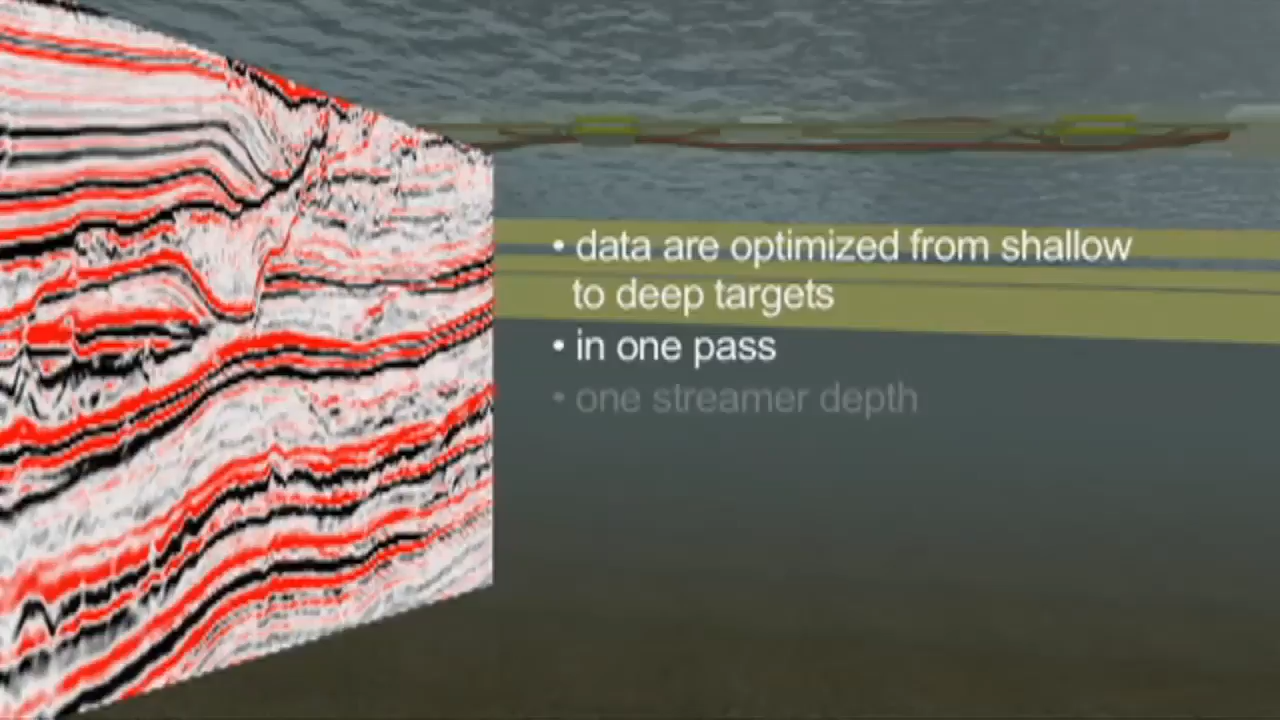 • data are optimized from shallow
to deep targets
• in one pass
• one streamer depth